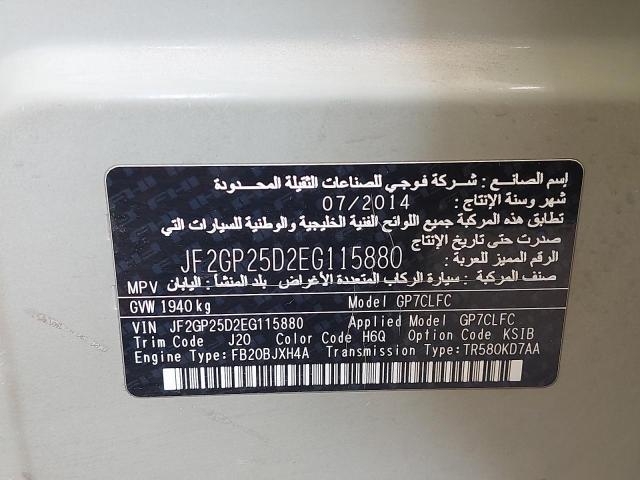 إسم الصانع : شركة فوجي للصناعات الثقيلة المحدودة
شهر وسنة الإنتاج : 07/2014
تطابق هذه المركبة جميع اللوائح الفنية الخليجية والوطنية للسيارات التي
صدرت حتى تاريخ الإنتاج
الرقم المميز للعربة : JF2GP25D2EG115880
صنف المركبة : سيارة الركاب المتعددة الأغراض بلد المنشأ : اليابان MPV
GVW 1940 kg Model GP7CLFC
VIN JF2GP25D2EG115880 Applied Model GP7CLFC
Trim Code J20 Color Code H6Q Option Code KSIB
Engine Type:FB20BJXH4A Transmission Type:TR580KD7AA